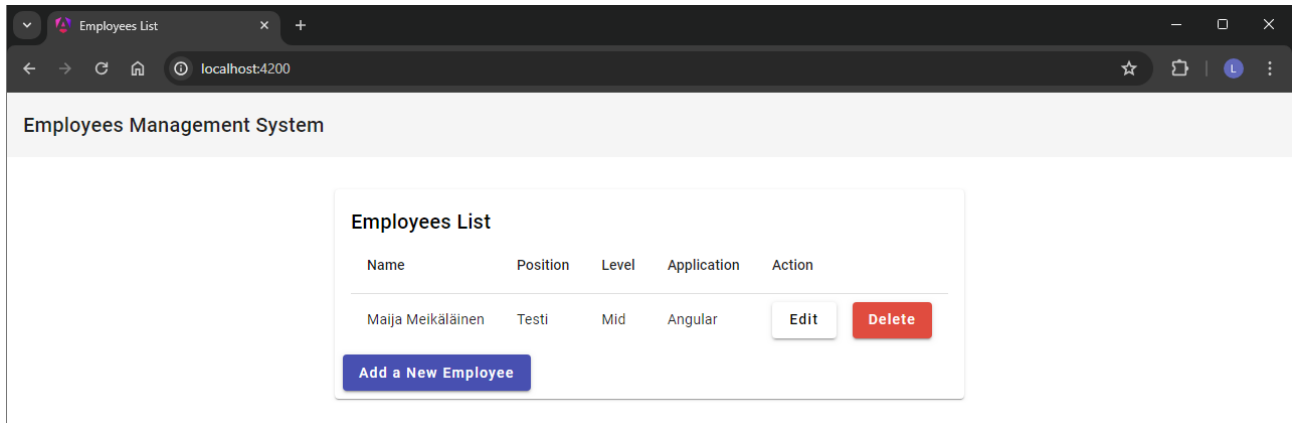 Employees List
localhost:4200
L
Employees Management System
Employees List
Name Position Level Application Action
Maija Meikäläinen Testi Mid Angular Edit Delete
Add a New Employee